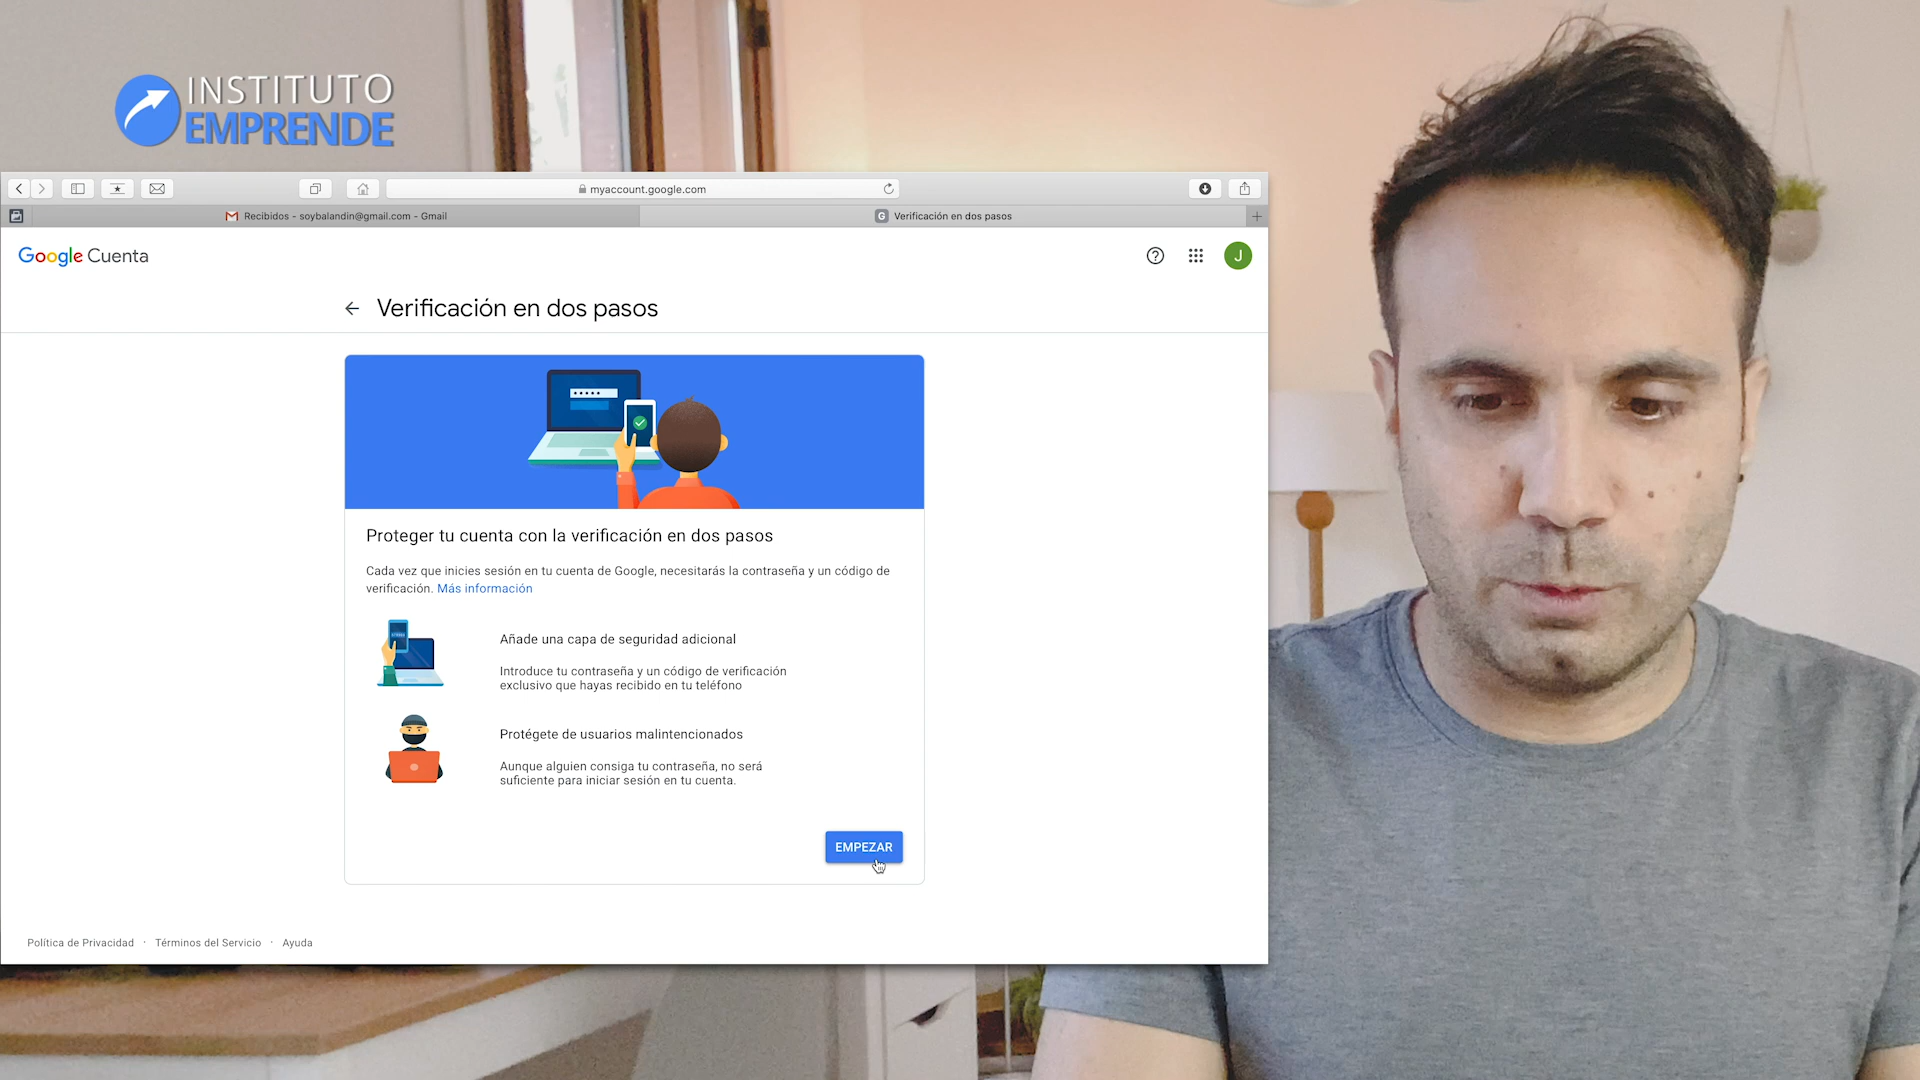 INSTITUTO
EMPRENDE
myaccount.google.com
Recibidos - soybalandin@gmail.com - Gmail
G Verificación en dos pasos
Google Cuenta
J
Verificación en dos pasos
Proteger tu cuenta con la verificación en dos pasos
Cada vez que inicies sesión en tu cuenta de Google, necesitarás la contraseña y un código de
verificación. Más información
Añade una capa de seguridad adicional
Introduce tu contraseña y un código de verificación
exclusivo que hayas recibido en tu teléfono
Protégete de usuarios malintencionados
Aunque alguien consiga tu contraseña, no será
suficiente para iniciar sesión en tu cuenta.
EMPEZAR
Política de Privacidad · Términos del Servicio · Ayuda